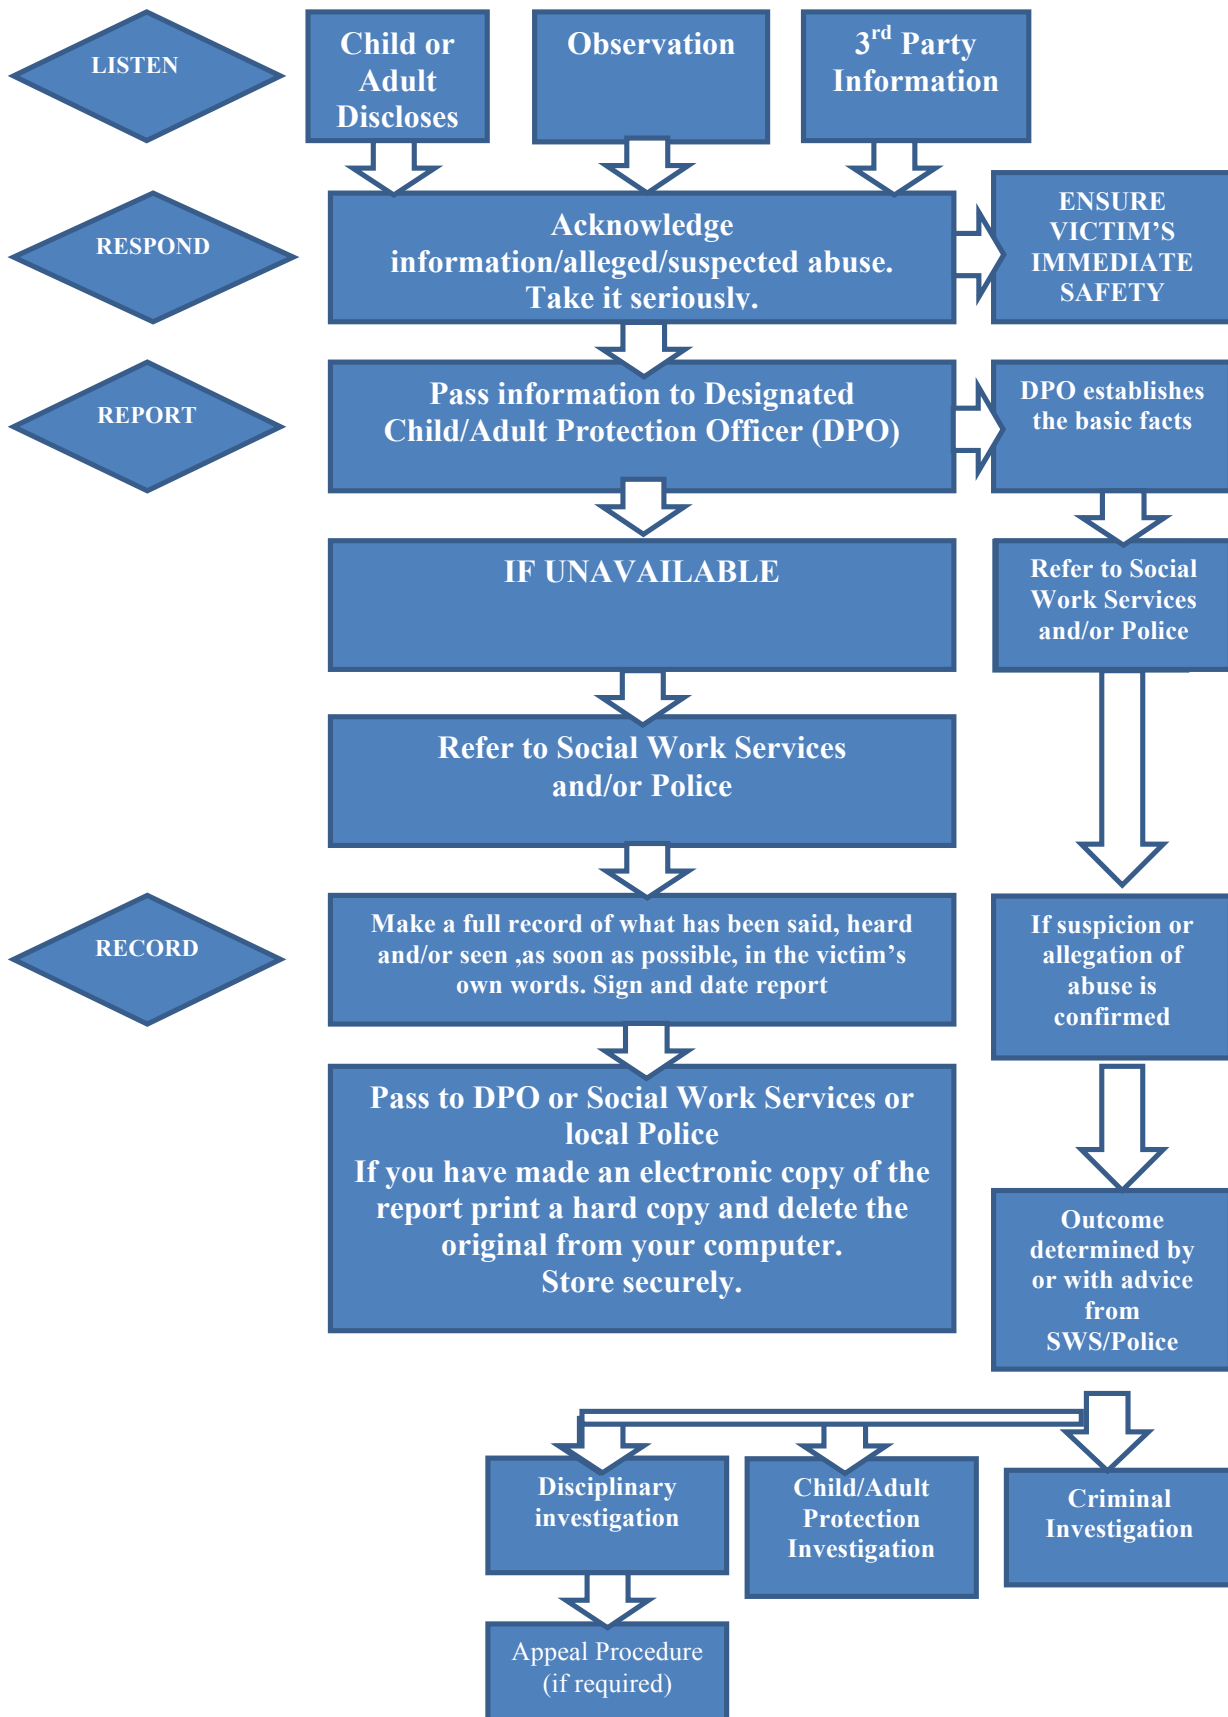 LISTEN
Child or
Adult
Discloses
Observation
3rd Party
Information
RESPOND
Acknowledge
information/alleged/suspected abuse.
Take it seriously.
ENSURE
VICTIM'S
IMMEDIATE
SAFETY
REPORT
Pass information to Designated
Child/Adult Protection Officer (DPO)
DPO establishes
the basic facts
IF UNAVAILABLE
Refer to Social
Work Services
and/or Police
Refer to Social Work Services
and/or Police
RECORD
Make a full record of what has been said, heard
and/or seen ,as soon as possible, in the victim's
own words. Sign and date report
If suspicion or
allegation of
abuse is
confirmed
Pass to DPO or Social Work Services or
local Police
If you have made an electronic copy of the
report print a hard copy and delete the
original from your computer.
Store securely.
Outcome
determined by
or with advice
from
SWS/Police
Disciplinary
investigation
Child/Adult
Protection
Investigation
Criminal
Investigation
Appeal Procedure
(if required)